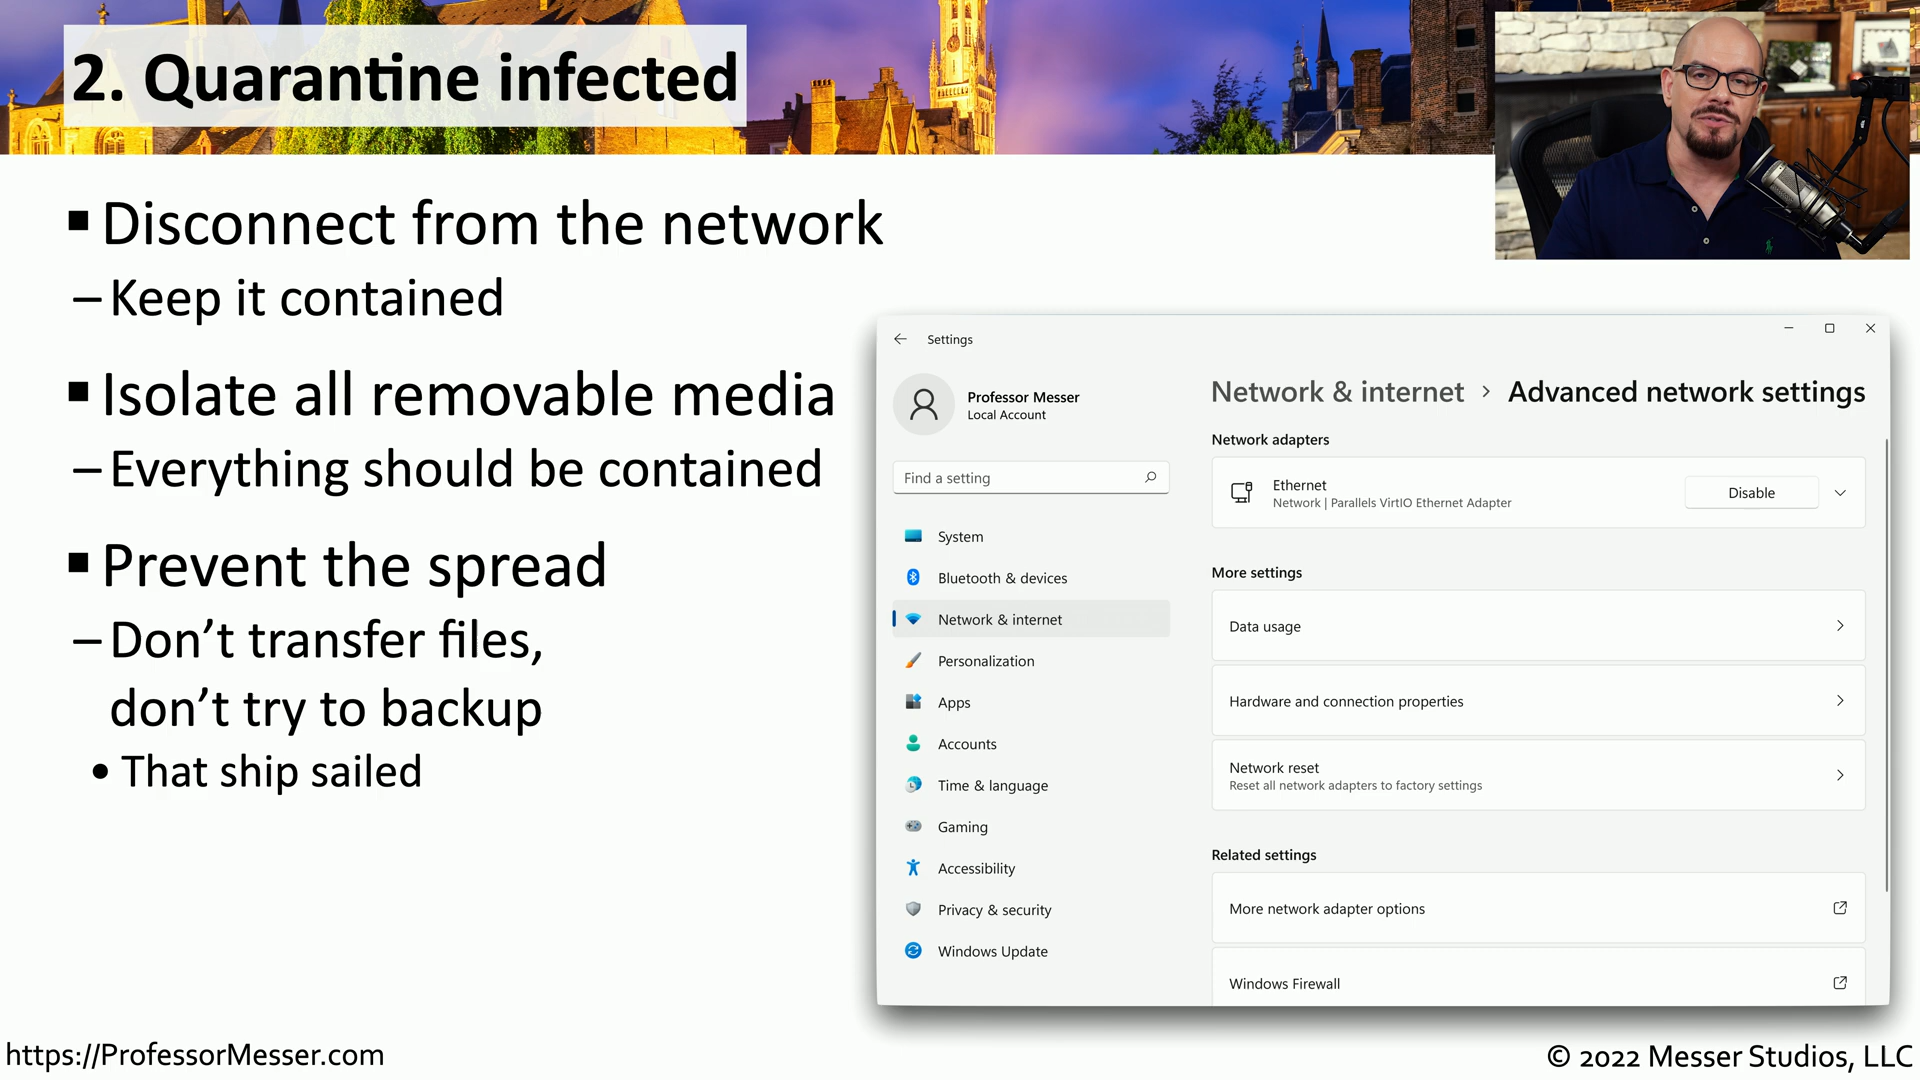 2. Quarantine infected
▪ Disconnect from the network
– Keep it contained
▪ Isolate all removable media
– Everything should be contained
▪ Prevent the spread
– Don’t transfer files,
don’t try to backup
• That ship sailed
Settings
Professor Messer
Local Account
Find a setting
System
Bluetooth & devices
Network & internet
Personalization
Apps
Accounts
Time & language
Gaming
Accessibility
Privacy & security
Windows Update
Network & internet › Advanced network settings
Network adapters
Ethernet
Network | Parallels VirtIO Ethernet Adapter
Disable
More settings
Data usage
Hardware and connection properties
Network reset
Reset all network adapters to factory settings
Related settings
More network adapter options
Windows Firewall
https://ProfessorMesser.com
© 2022 Messer Studios, LLC